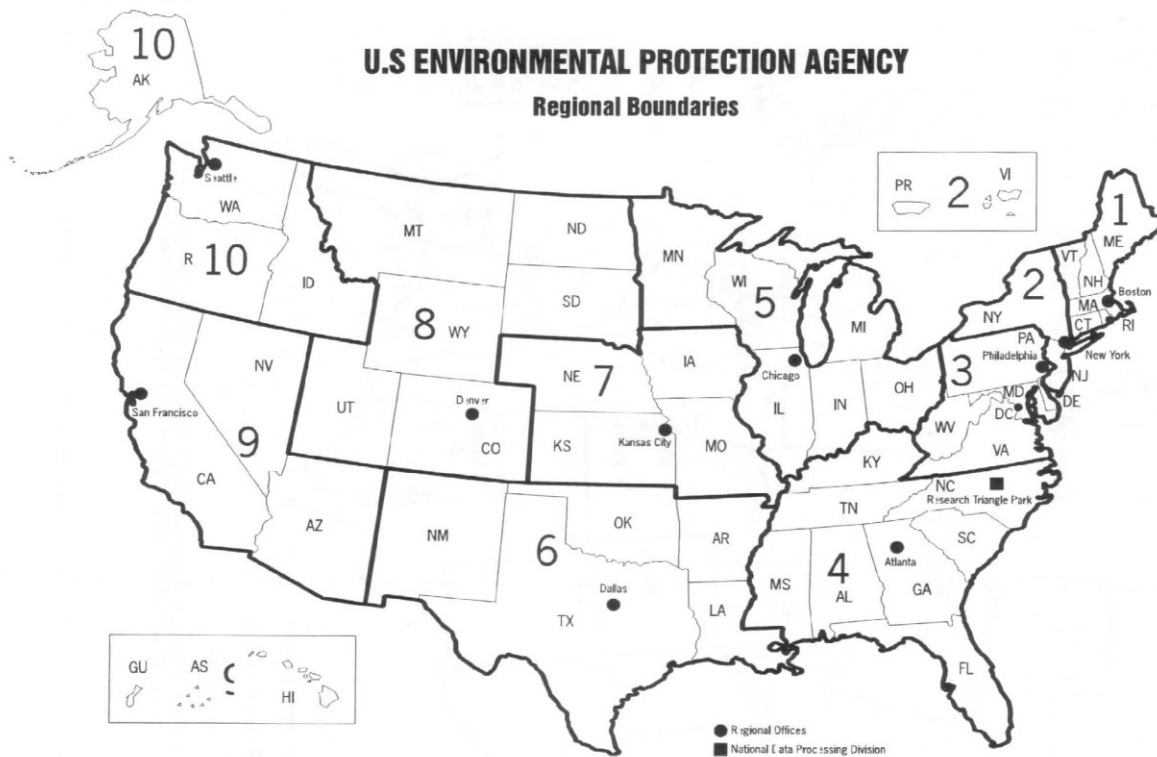 10
AK
U.S ENVIRONMENTAL PROTECTION AGENCY
Regional Boundaries
Seattle
WA
R
10
ID
MT
ND
SD
8
WY
MN
WI
5
MI
PR
2
VI
1
ME
VT
NH
Boston
MA
CT
RI
2
NY
New York
PA
Philadelphia
3
NJ
MD
DE
DC
WV
VA
NV
San Francisco
9
CA
UT
Denver
CO
NE
7
IA
KS
Kansas City
MO
Chicago
IL
IN
OH
KY
AZ
NM
6
OK
Dallas
TX
AR
LA
TN
NC
Research Triangle Park
SC
Atlanta
MS
4
AL
GA
FL
GU
AS
9
HI
Regional Offices
National Data Processing Division